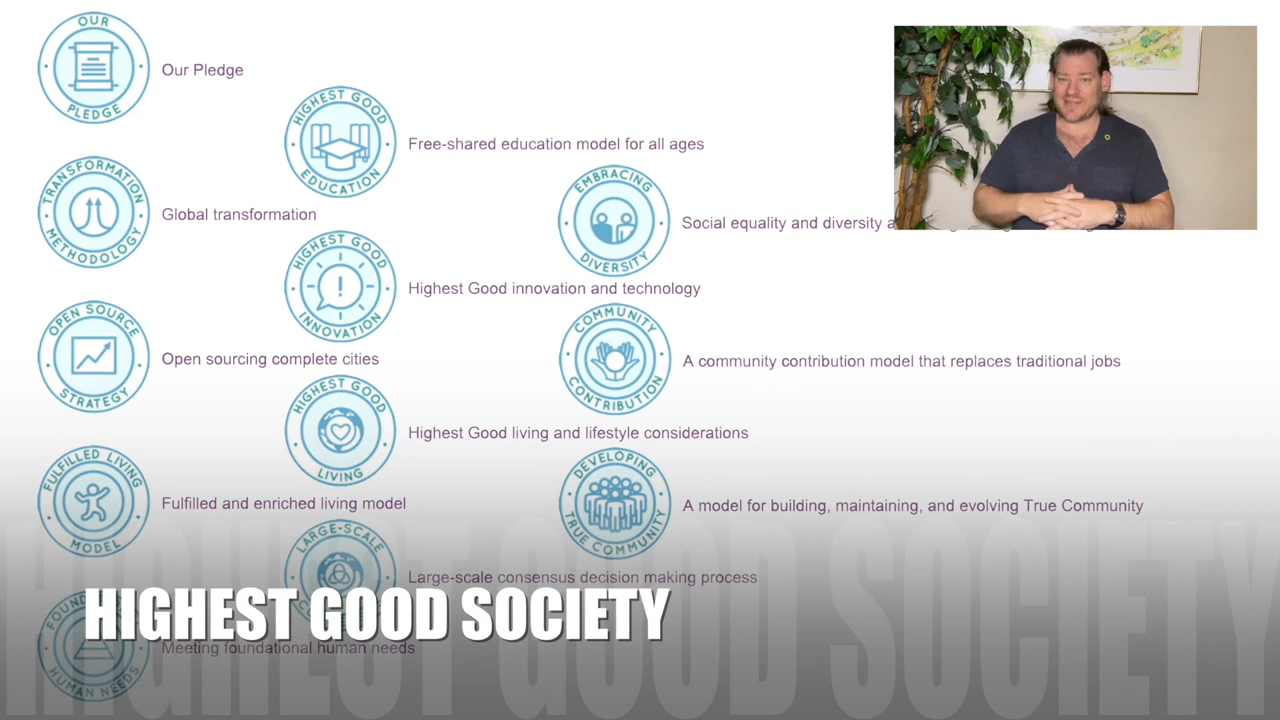 OUR
PLEDGE
Our Pledge
HIGHEST GOOD
EDUCATION
Free-shared education model for all ages
TRANSFORMATION
METHODOLOGY
Global transformation
EMBRACING
DIVERSITY
Social equality and diversity
HIGHEST GOOD
INNOVATION
Highest Good innovation and technology
OPEN SOURCE
STRATEGY
Open sourcing complete cities
COMMUNITY
CONTRIBUTION
A community contribution model that replaces traditional jobs
HIGHEST GOOD
LIVING
Highest Good living and lifestyle considerations
FULFILLED LIVING
MODEL
Fulfilled and enriched living model
DEVELOPING
TRUE COMMUNITY
A model for building, maintaining, and evolving True Community
LARGE-SCALE
Large-scale consensus decision making process
HUMAN NEEDS
Meeting foundational human needs
HIGHEST GOOD SOCIETY
HIGHEST GOOD SOCIETY